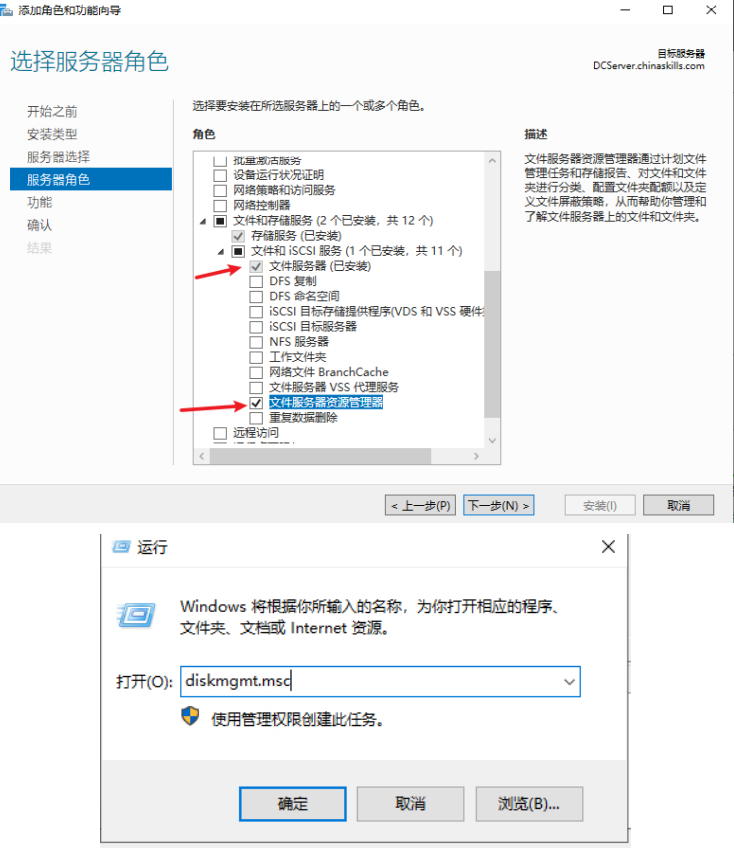 添加角色和功能向导
选择服务器角色
目标服务器
DCServer.chinaskills.com
开始之前
安装类型
服务器选择
服务器角色
功能
确认
结果
选择要安装在所选服务器上的一个或多个角色。
角色
批量激活服务
设备运行状况证明
网络策略和访问服务
网络控制器
文件和存储服务 (2 个已安装，共 12 个)
存储服务 (已安装)
文件和 iSCSI 服务 (1 个已安装，共 11 个)
文件服务器 (已安装)
DFS 复制
DFS 命名空间
iSCSI 目标存储提供程序(VDS 和 VSS 硬件
iSCSI 目标服务器
NFS 服务器
工作文件夹
网络文件 BranchCache
文件服务器 VSS 代理服务
文件服务器资源管理器
重复数据删除
远程访问
描述
文件服务器资源管理器通过计划文件
管理任务和存储报告、对文件和文件
夹进行分类、配置文件夹配额以及定
义文件屏蔽策略，从而帮助你管理和
了解文件服务器上的文件和文件夹。
< 上一步(P)
下一步(N) >
安装(I)
取消
运行
Windows 将根据你所输入的名称，为你打开相应的程序、
文件夹、文档或 Internet 资源。
打开(O):
diskmgmt.msc
使用管理权限创建此任务。
确定
取消
浏览(B)...